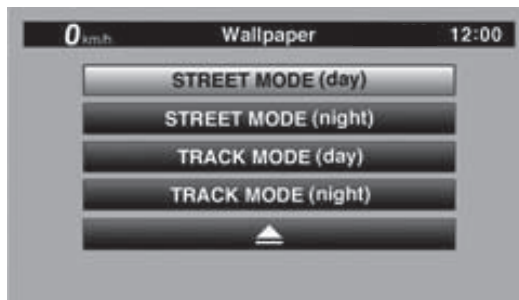 0 km/h Wallpaper 12:00
STREET MODE (day)
STREET MODE (night)
TRACK MODE (day)
TRACK MODE (night)